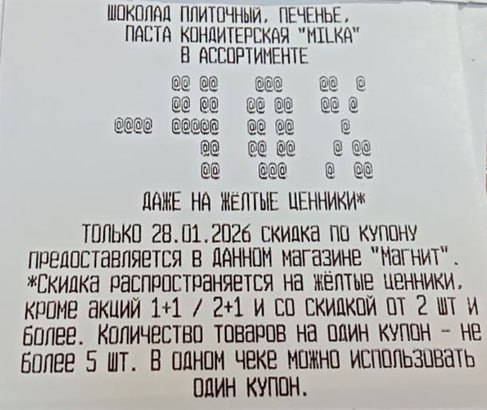 ШОКОЛАД ПЛИТОЧНЫЙ, ПЕЧЕНЬЕ,
ПАСТА КОНДИТЕРСКАЯ "MILKA"
В АССОРТИМЕНТЕ
@@ @@ @@@ @@ @
@@ @@ @@ @@ @@ @
@@@@ @@@@@ @@ @@ @
@@ @@ @@ @ @@
@@ @@@ @ @@
ДАЖЕ НА ЖЁЛТЫЕ ЦЕННИКИ*
ТОЛЬКО 28.01.2026 СКИДКА ПО КУПОНУ
ПРЕДОСТАВЛЯЕТСЯ В ДАННОМ МАГАЗИНЕ "МАГНИТ".
*СКИДКА РАСПРОСТРАНЯЕТСЯ НА ЖЁЛТЫЕ ЦЕННИКИ,
КРОМЕ АКЦИЙ 1+1 / 2+1 И СО СКИДКОЙ ОТ 2 ШТ И
БОЛЕЕ. КОЛИЧЕСТВО ТОВАРОВ НА ОДИН КУПОН - НЕ
БОЛЕЕ 5 ШТ. В ОДНОМ ЧЕКЕ МОЖНО ИСПОЛЬЗОВАТЬ
ОДИН КУПОН.